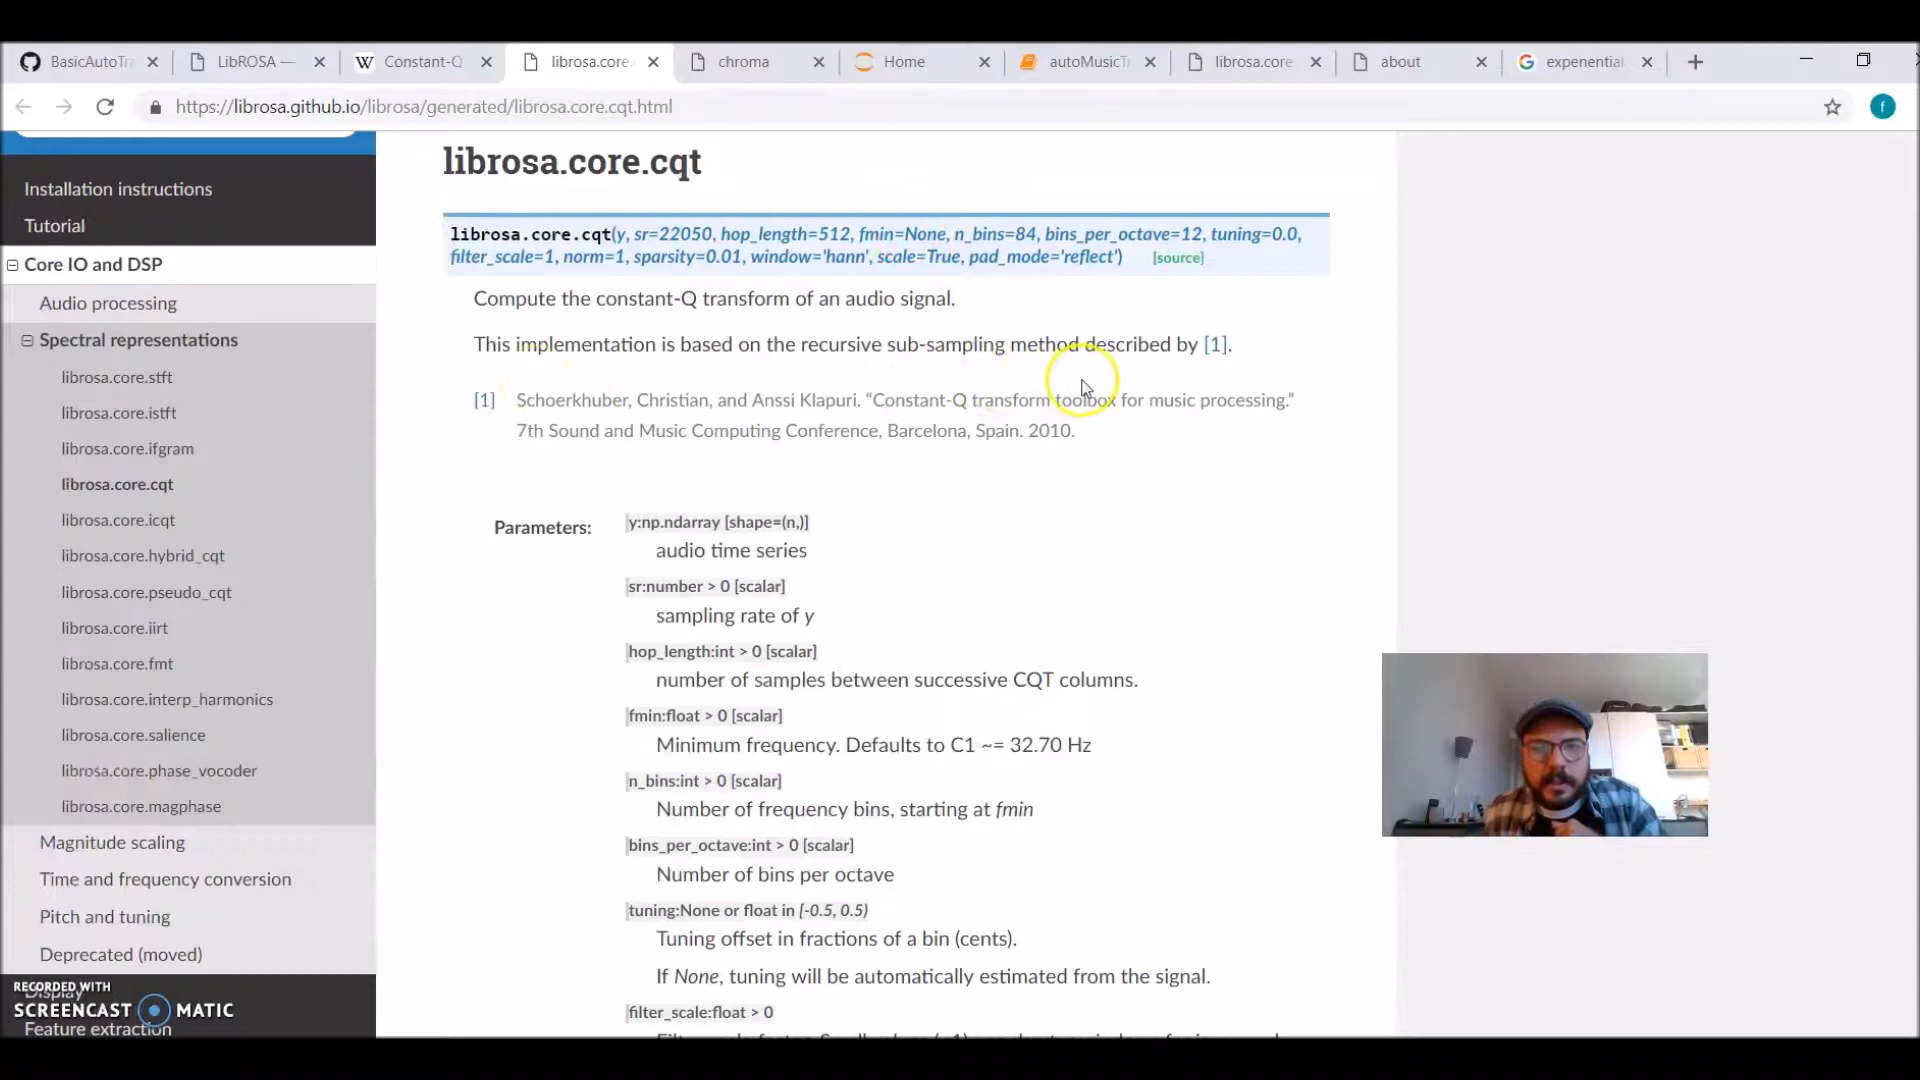 BasicAutoTr
LibROSA —
Constant-Q
librosa.core.
chroma
Home
autoMusicT
librosa.core
about
expenential
https://librosa.github.io/librosa/generated/librosa.core.cqt.html
f
Installation instructions
Tutorial
Core IO and DSP
Audio processing
Spectral representations
librosa.core.stft
librosa.core.istft
librosa.core.ifgram
librosa.core.cqt
librosa.core.icqt
librosa.core.hybrid_cqt
librosa.core.pseudo_cqt
librosa.core.iirt
librosa.core.fmt
librosa.core.interp_harmonics
librosa.core.salience
librosa.core.phase_vocoder
librosa.core.magphase
Magnitude scaling
Time and frequency conversion
Pitch and tuning
Deprecated (moved)
Display
Feature extraction
RECORDED WITH
SCREENCAST MATIC
librosa.core.cqt
librosa.core.cqt(y, sr=22050, hop_length=512, fmin=None, n_bins=84, bins_per_octave=12, tuning=0.0,
filter_scale=1, norm=1, sparsity=0.01, window='hann', scale=True, pad_mode='reflect') [source]
Compute the constant-Q transform of an audio signal.
This implementation is based on the recursive sub-sampling method described by [1].
[1] Schoerkhuber, Christian, and Anssi Klapuri. “Constant-Q transform toolbox for music processing.”
7th Sound and Music Computing Conference, Barcelona, Spain. 2010.
Parameters:
y:np.ndarray [shape=(n,)]
audio time series
sr:number > 0 [scalar]
sampling rate of y
hop_length:int > 0 [scalar]
number of samples between successive CQT columns.
fmin:float > 0 [scalar]
Minimum frequency. Defaults to C1 ~= 32.70 Hz
n_bins:int > 0 [scalar]
Number of frequency bins, starting at fmin
bins_per_octave:int > 0 [scalar]
Number of bins per octave
tuning:None or float in [-0.5, 0.5)
Tuning offset in fractions of a bin (cents).
If None, tuning will be automatically estimated from the signal.
filter_scale:float > 0